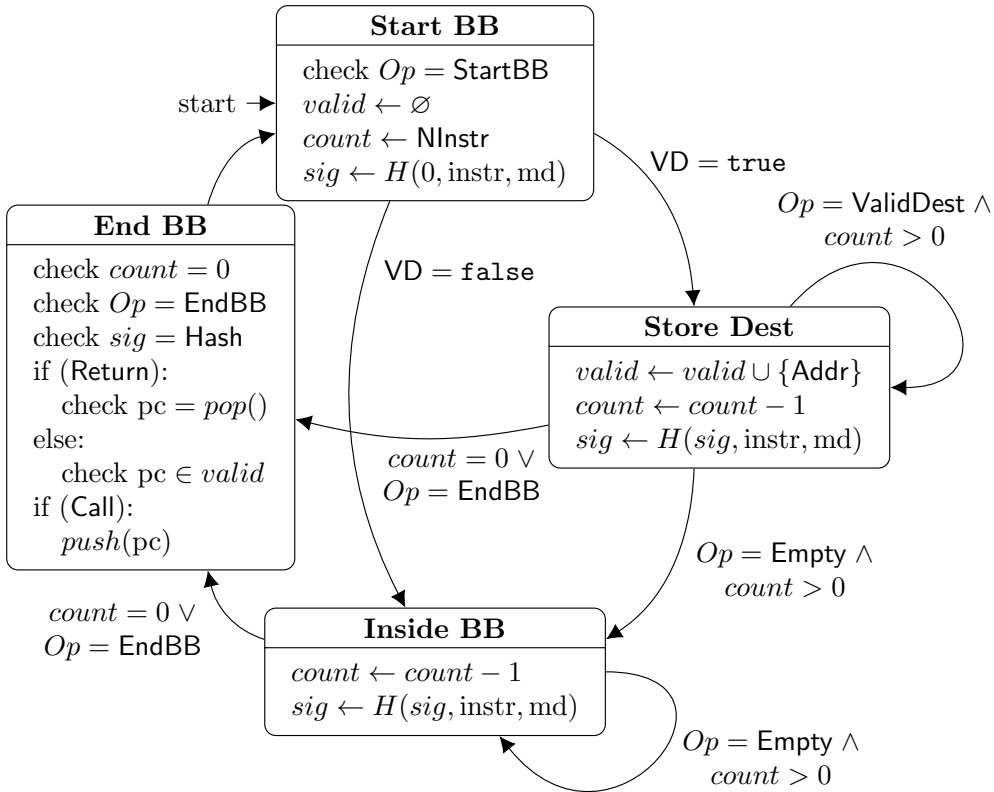 Start BB
check Op = StartBB
valid ← ∅
count ← NInstr
sig ← H(0, instr, md)
start
VD = true
VD = false
Op = ValidDest ∧
count > 0
End BB
check count = 0
check Op = EndBB
check sig = Hash
if (Return):
check pc = pop()
else:
check pc ∈ valid
if (Call):
push(pc)
Store Dest
valid ← valid ∪ {Addr}
count ← count − 1
sig ← H(sig, instr, md)
count = 0 ∨
Op = EndBB
Op = Empty ∧
count > 0
count = 0 ∨
Op = EndBB
Inside BB
count ← count − 1
sig ← H(sig, instr, md)
Op = Empty ∧
count > 0